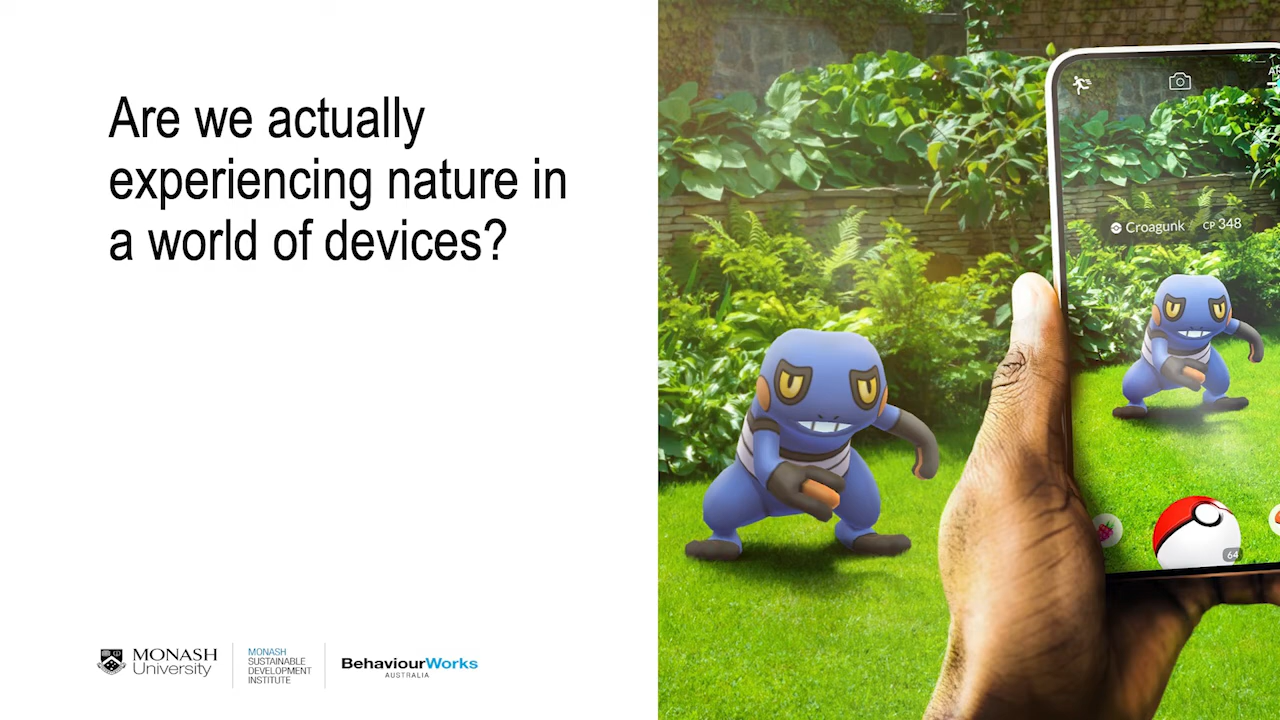 Are we actually
experiencing nature in
a world of devices?
MONASH
University
MONASH
SUSTAINABLE
DEVELOPMENT
INSTITUTE
BehaviourWorks
AUSTRALIA
Croagunk CP 348
64